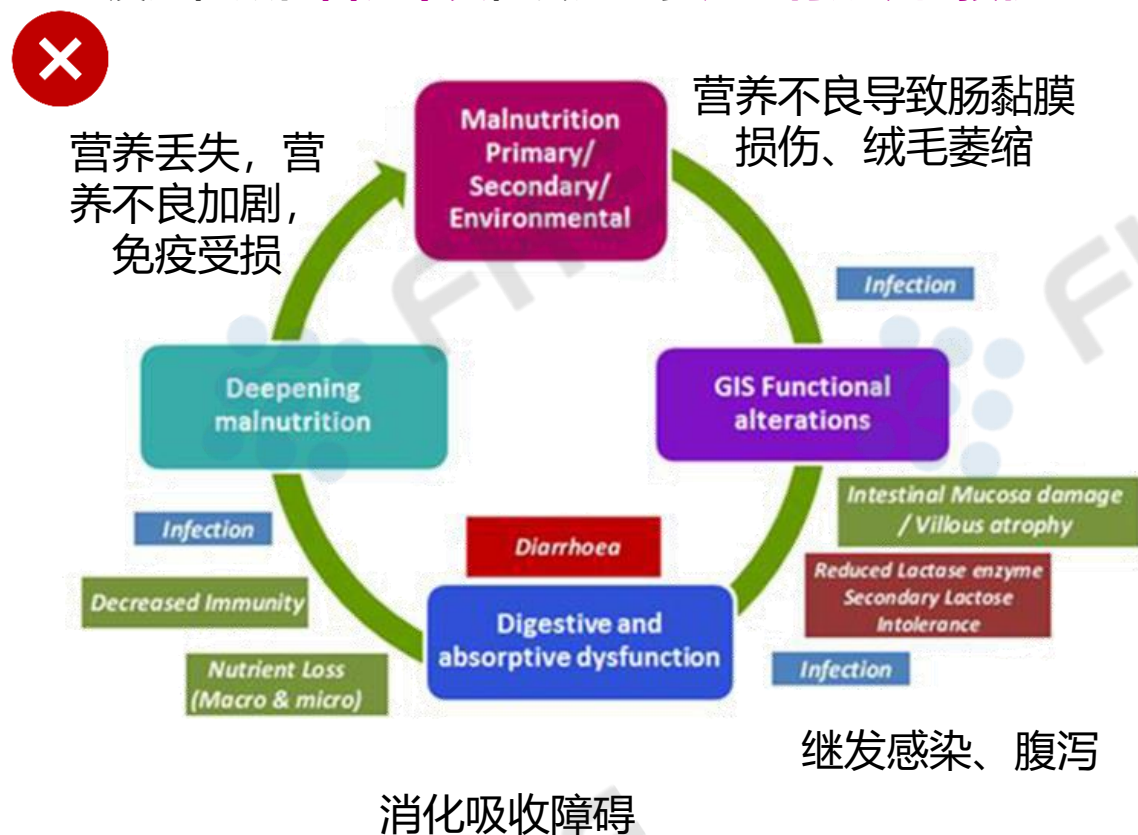 营养不良导致肠黏膜
损伤、绒毛萎缩
营养丢失，营
养不良加剧，
免疫受损
Malnutrition
Primary/
Secondary/
Environmental
Infection
Deepening
malnutrition
GIS Functional
alterations
Intestinal Mucosa damage
/ Villous atrophy
Infection
Diarrhoea
Reduced Lactase enzyme
Secondary Lactose
Intolerance
Decreased Immunity
Digestive and
absorptive dysfunction
Infection
Nutrient Loss
(Macro & micro)
继发感染、腹泻
消化吸收障碍